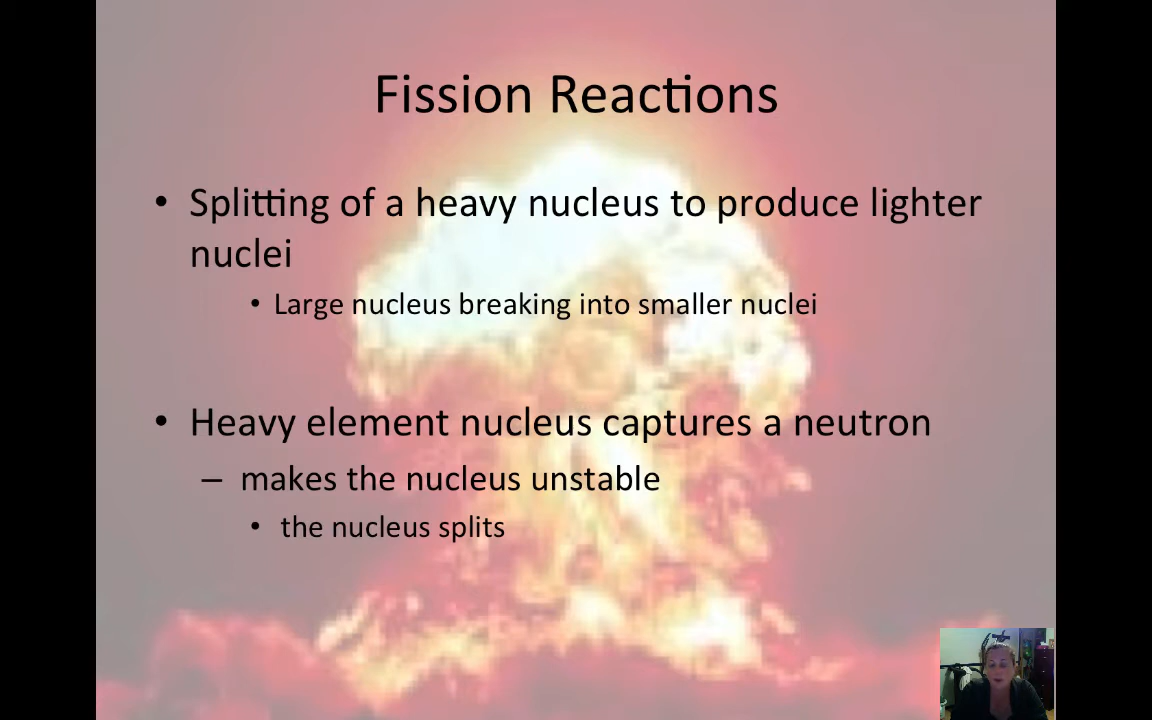 Fission Reactions
• Splitting of a heavy nucleus to produce lighter
nuclei
• Large nucleus breaking into smaller nuclei
• Heavy element nucleus captures a neutron
– makes the nucleus unstable
• the nucleus splits